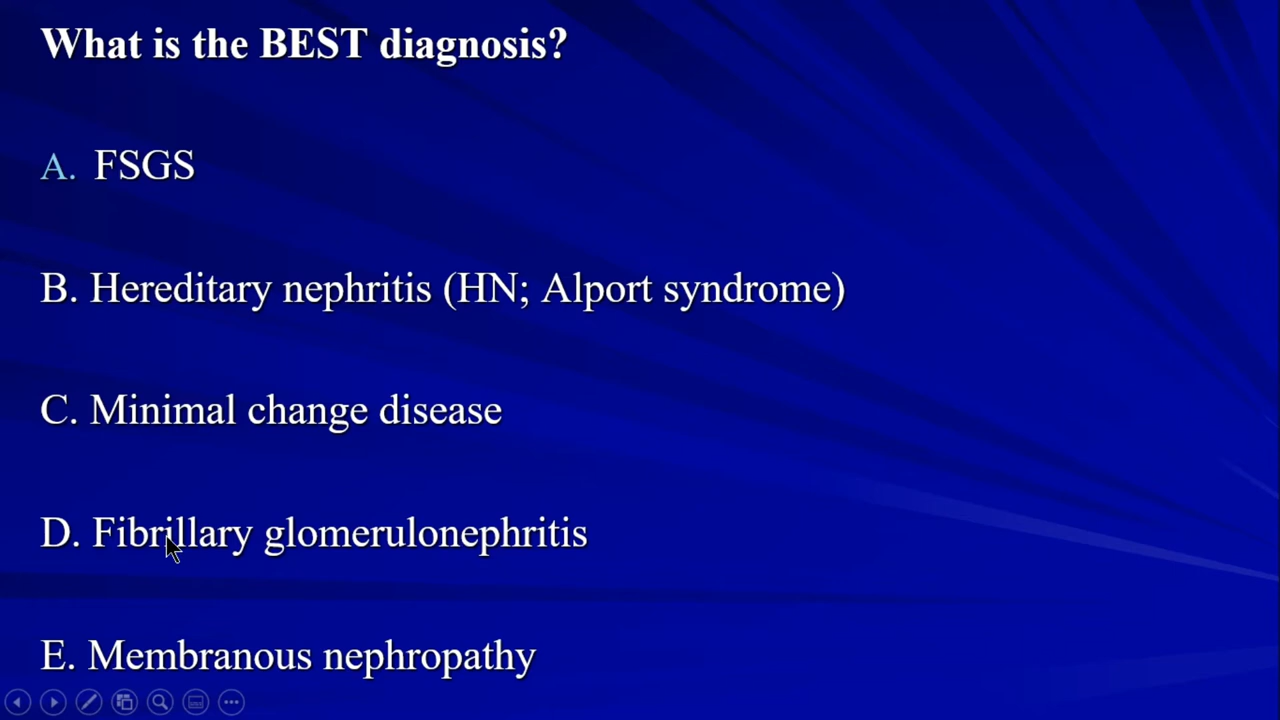 What is the BEST diagnosis?
A. FSGS
B. Hereditary nephritis (HN; Alport syndrome)
C. Minimal change disease
D. Fibrillary glomerulonephritis
E. Membranous nephropathy